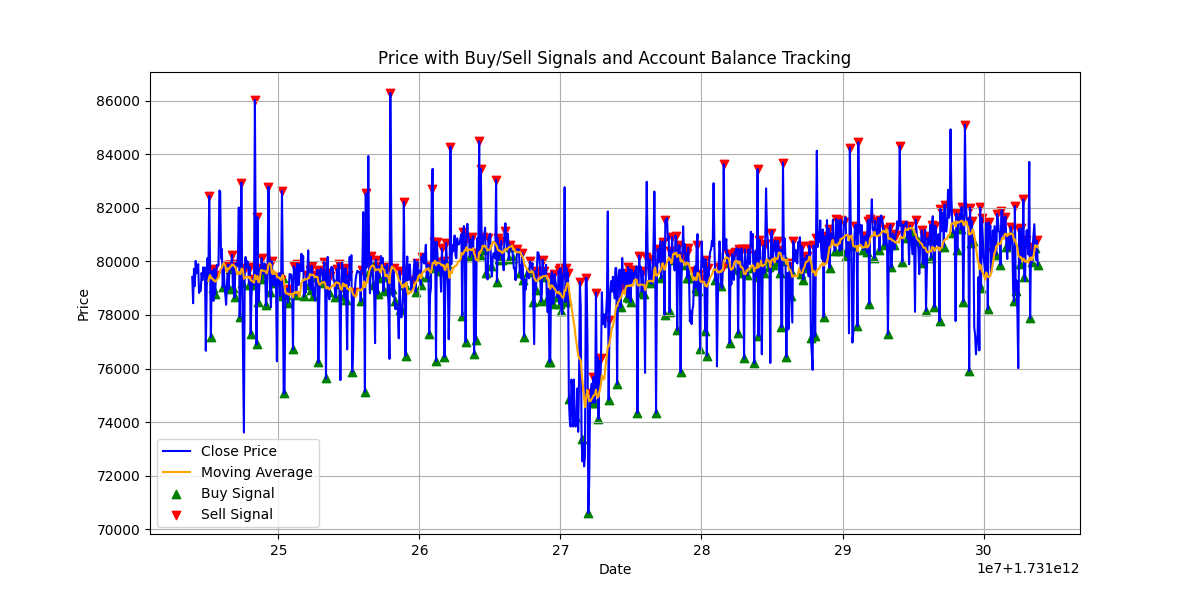 Price with Buy/Sell Signals and Account Balance Tracking
86000
84000
82000
80000
78000
76000
74000
72000
70000
Price
Close Price
Moving Average
Buy Signal
Sell Signal
25 26 27 28 29 30
Date
1e7+1.731e12